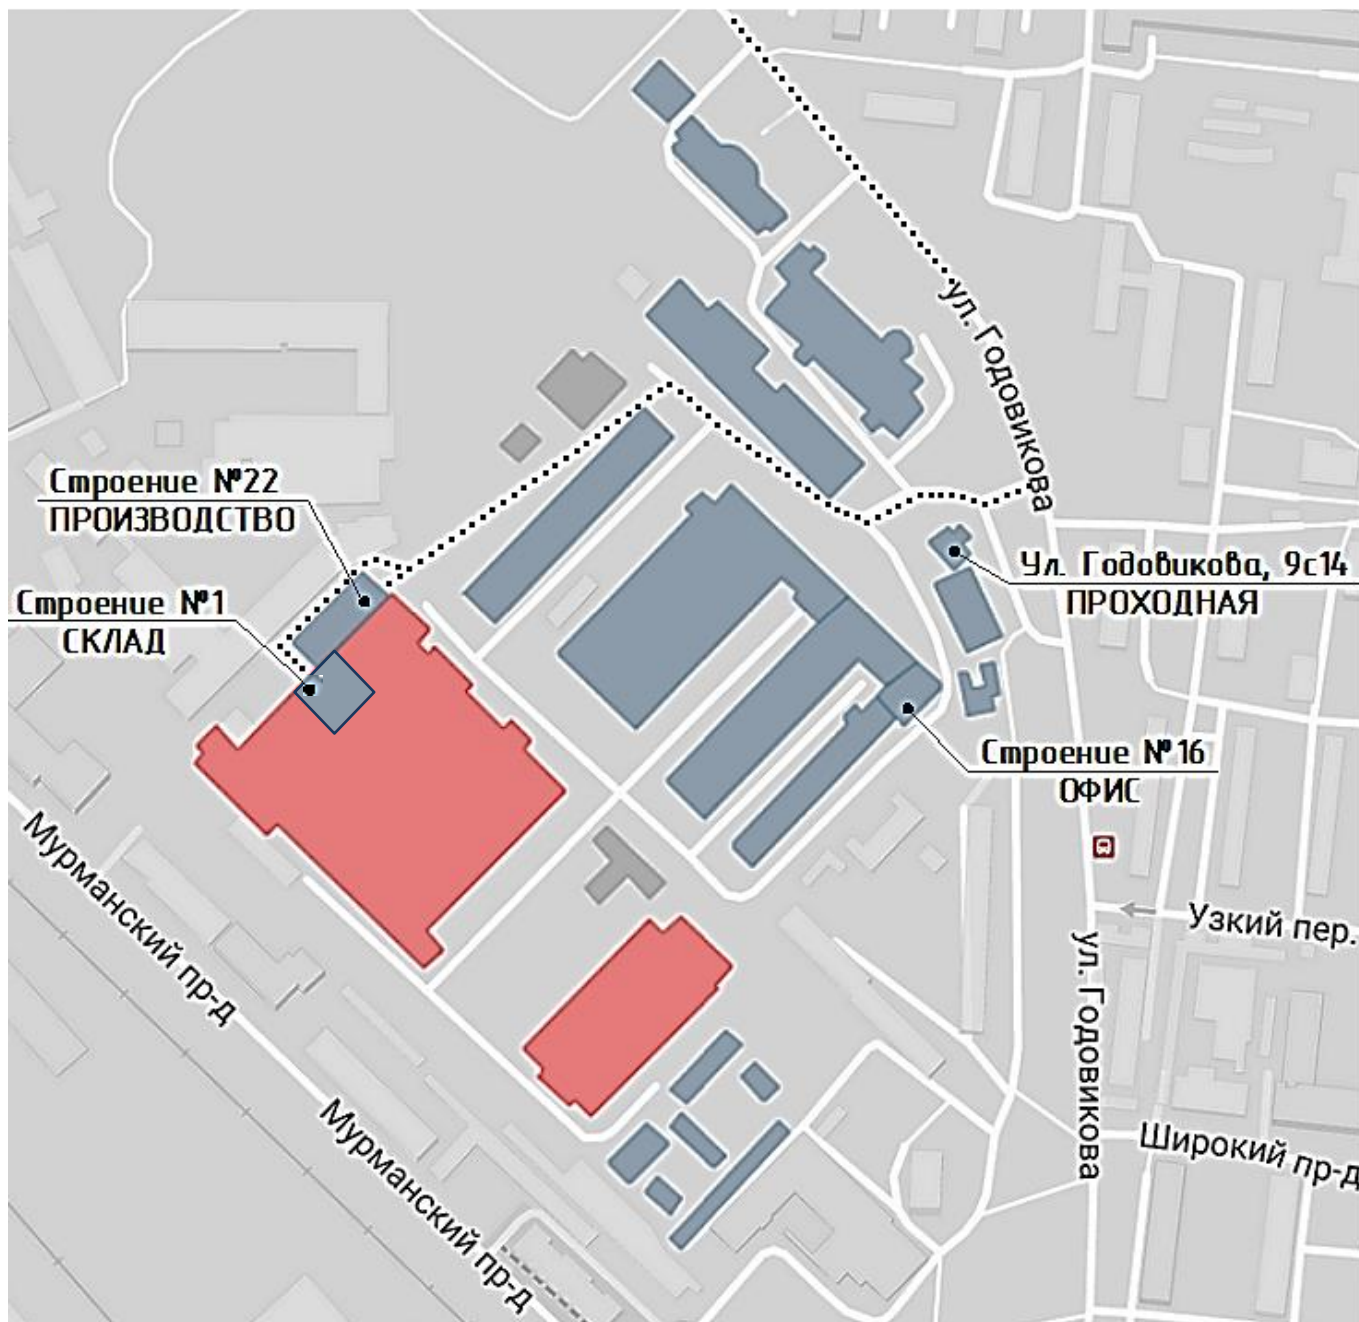 ул. Годовикова
Строение №22
ПРОИЗВОДСТВО
Ул. Годовикова, 9с14
ПРОХОДНАЯ
Строение №1
СКЛАД
Строение №16
ОФИС
Мурманский пр-д
Узкий пер.
ул. Годовикова
Мурманский пр-д
Широкий пр-д